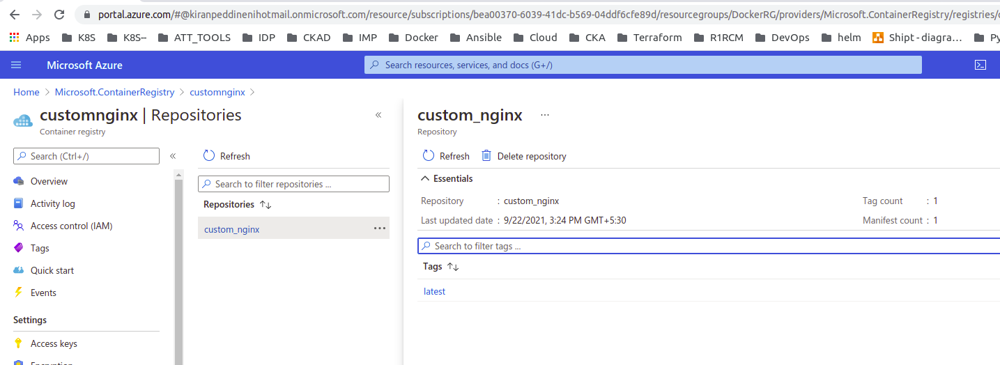 portal.azure.com/#@kiranpeddinenihotmail.onmicrosoft.com/resource/subscriptions/bea00370-6039-41dc-b569-04ddf6cfe89d/resourcegroups/DockerRG/providers/Microsoft.ContainerRegistry/registries/
Apps K8S K8S-- ATT_TOOLS IDP CKAD IMP Docker Ansible Cloud CKA Terraform R1RCM DevOps helm Shipt - diagra... Py
Microsoft Azure
Search resources, services, and docs (G+/)
Home > Microsoft.ContainerRegistry > customnginx >
customnginx | Repositories
Container registry
Search (Ctrl+/)
Overview
Activity log
Access control (IAM)
Tags
Quick start
Events
Settings
Access keys
Encryption
Refresh
Search to filter repositories ...
Repositories
custom_nginx
custom_nginx ...
Repository
Refresh Delete repository
Essentials
Repository : custom_nginx
Last updated date : 9/22/2021, 3:24 PM GMT+5:30
Tag count : 1
Manifest count : 1
Search to filter tags ...
Tags
latest